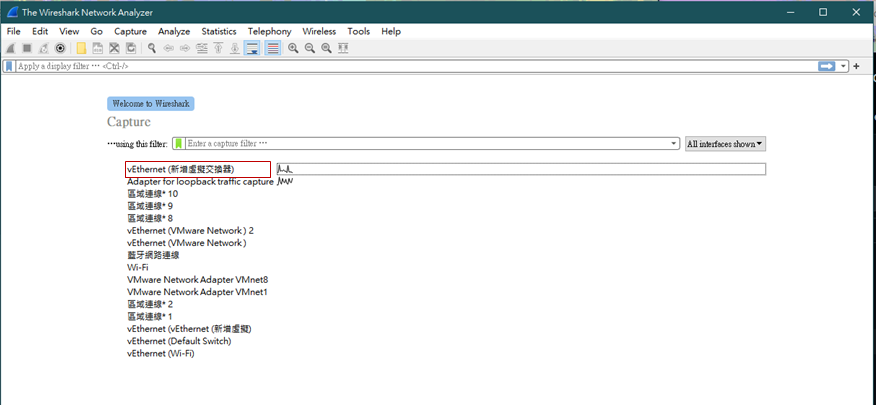 The Wireshark Network Analyzer
File Edit View Go Capture Analyze Statistics Telephony Wireless Tools Help
Apply a display filter … <Ctrl-/>
Welcome to Wireshark
Capture
…using this filter: Enter a capture filter … All interfaces shown
vEthernet (新增虛擬交換器)
Adapter for loopback traffic capture
區域連線* 10
區域連線* 9
區域連線* 8
vEthernet (VMware Network ) 2
vEthernet (VMware Network )
藍牙網路連線
Wi-Fi
VMware Network Adapter VMnet8
VMware Network Adapter VMnet1
區域連線* 2
區域連線* 1
vEthernet (vEthernet (新增虛擬)
vEthernet (Default Switch)
vEthernet (Wi-Fi)